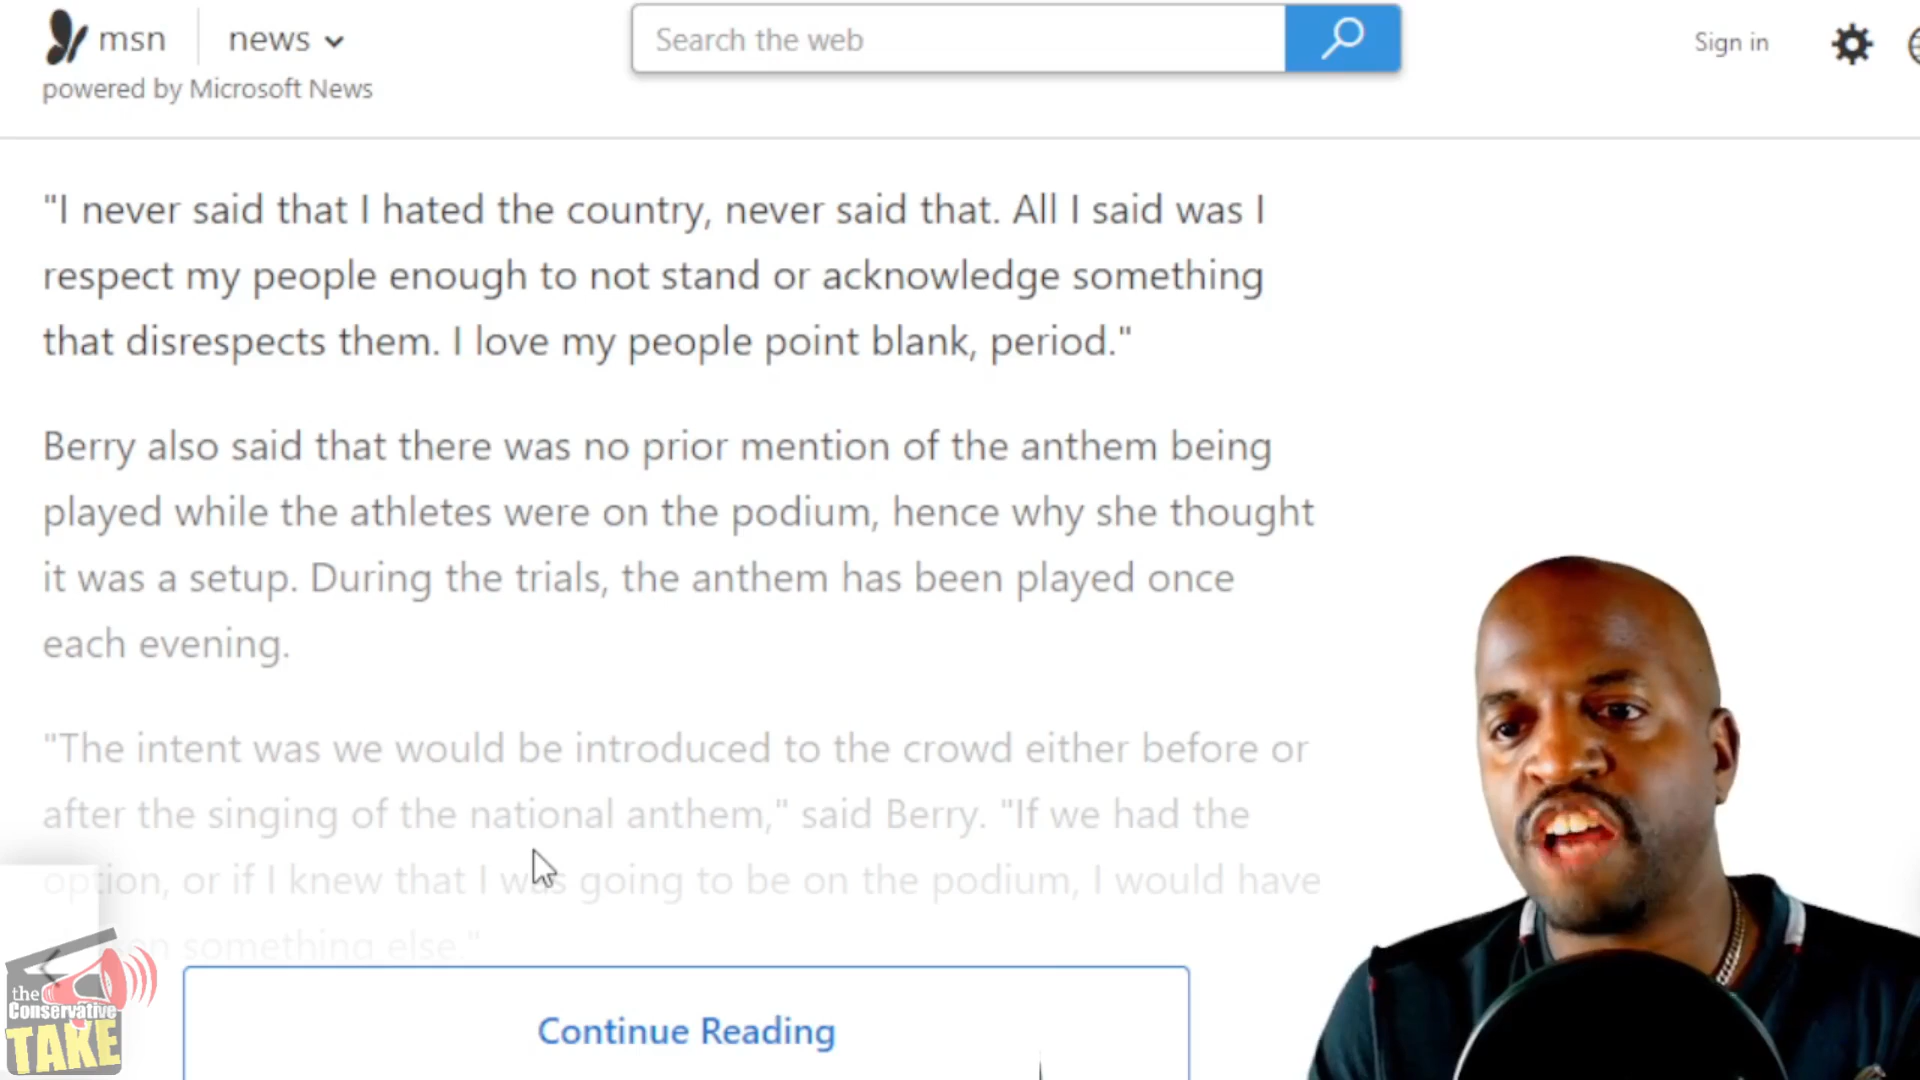 msn
news
Search the web
Sign in
powered by Microsoft News
"I never said that I hated the country, never said that. All I said was I
respect my people enough to not stand or acknowledge something
that disrespects them. I love my people point blank, period."
Berry also said that there was no prior mention of the anthem being
played while the athletes were on the podium, hence why she thought
it was a setup. During the trials, the anthem has been played once
each evening.
"The intent was we would be introduced to the crowd either before or
after the singing of the national anthem," said Berry. "If we had the
option, or if I knew that I was going to be on the podium, I would have
something else."
Continue Reading
the
Conservative
TAKE